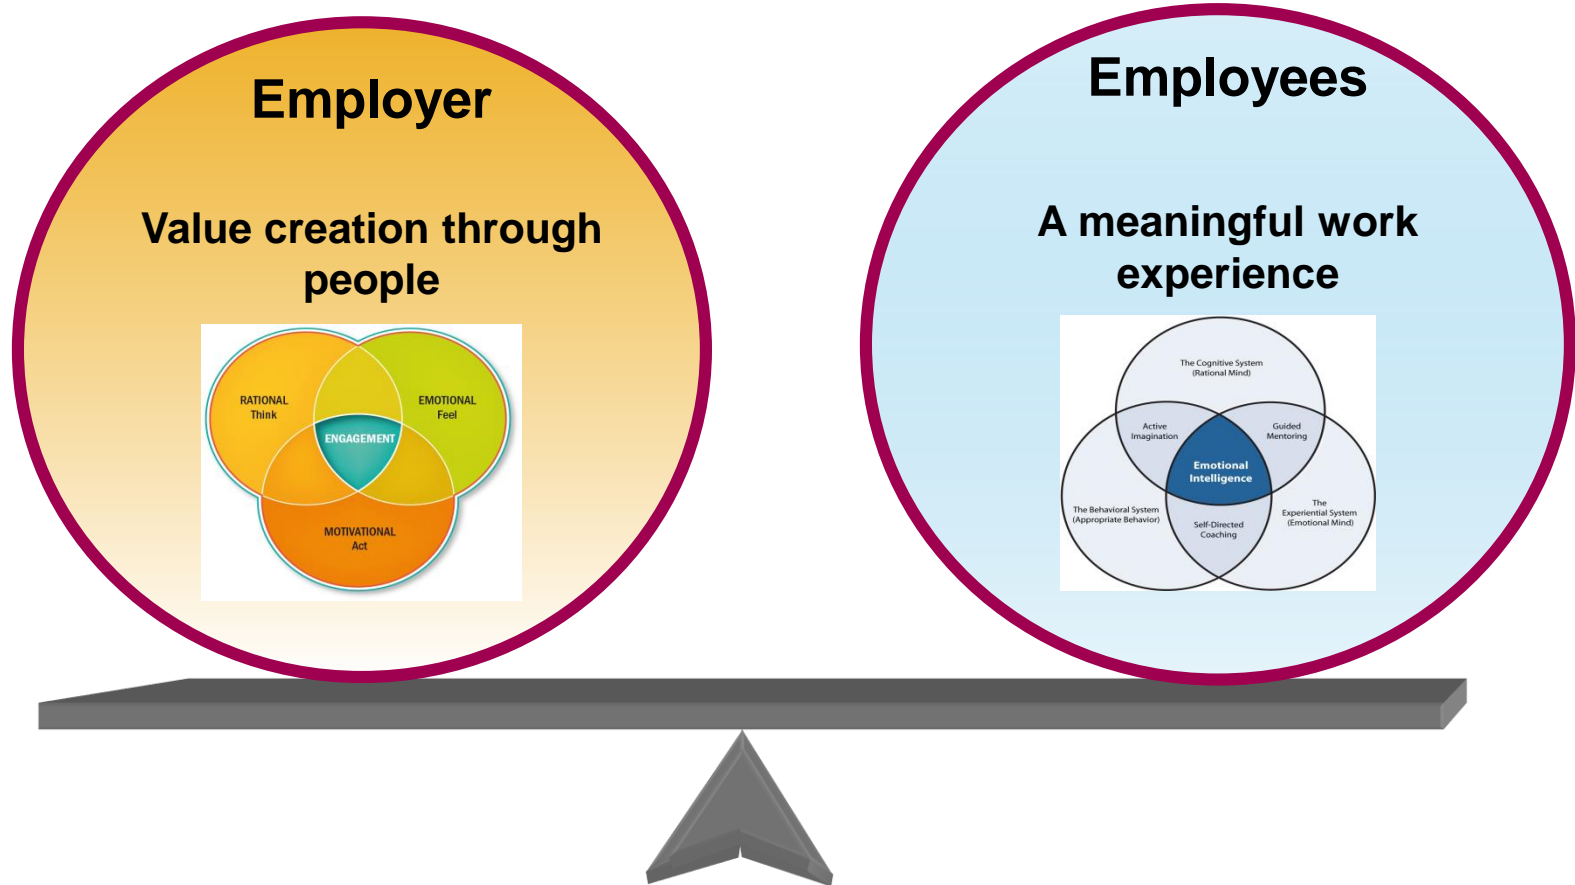 Employer
Value creation through
people
RATIONAL
Think
EMOTIONAL
Feel
ENGAGEMENT
MOTIVATIONAL
Act
Employees
A meaningful work
experience
The Cognitive System
(Rational Mind)
Active
Imagination
Guided
Mentoring
Emotional
Intelligence
The Behavioral System
(Appropriate Behavior)
The
Experiential System
(Emotional Mind)
Self-Directed
Coaching